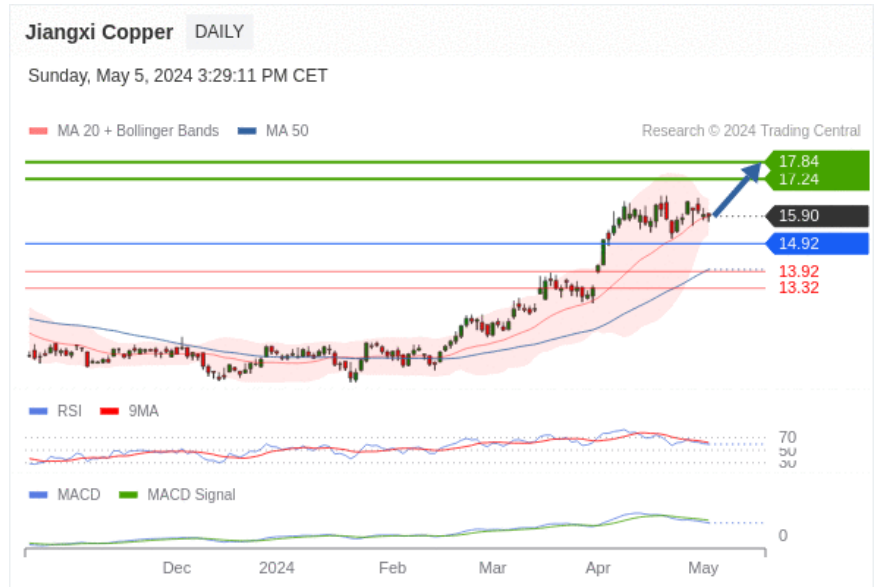 Jiangxi Copper DAILY
Sunday, May 5, 2024 3:29:11 PM CET
MA 20 + Bollinger Bands MA 50 Research © 2024 Trading Central
17.84
17.24
15.90
14.92
13.92
13.32
RSI 9MA
70
50
30
MACD MACD Signal
0
Dec 2024 Feb Mar Apr May